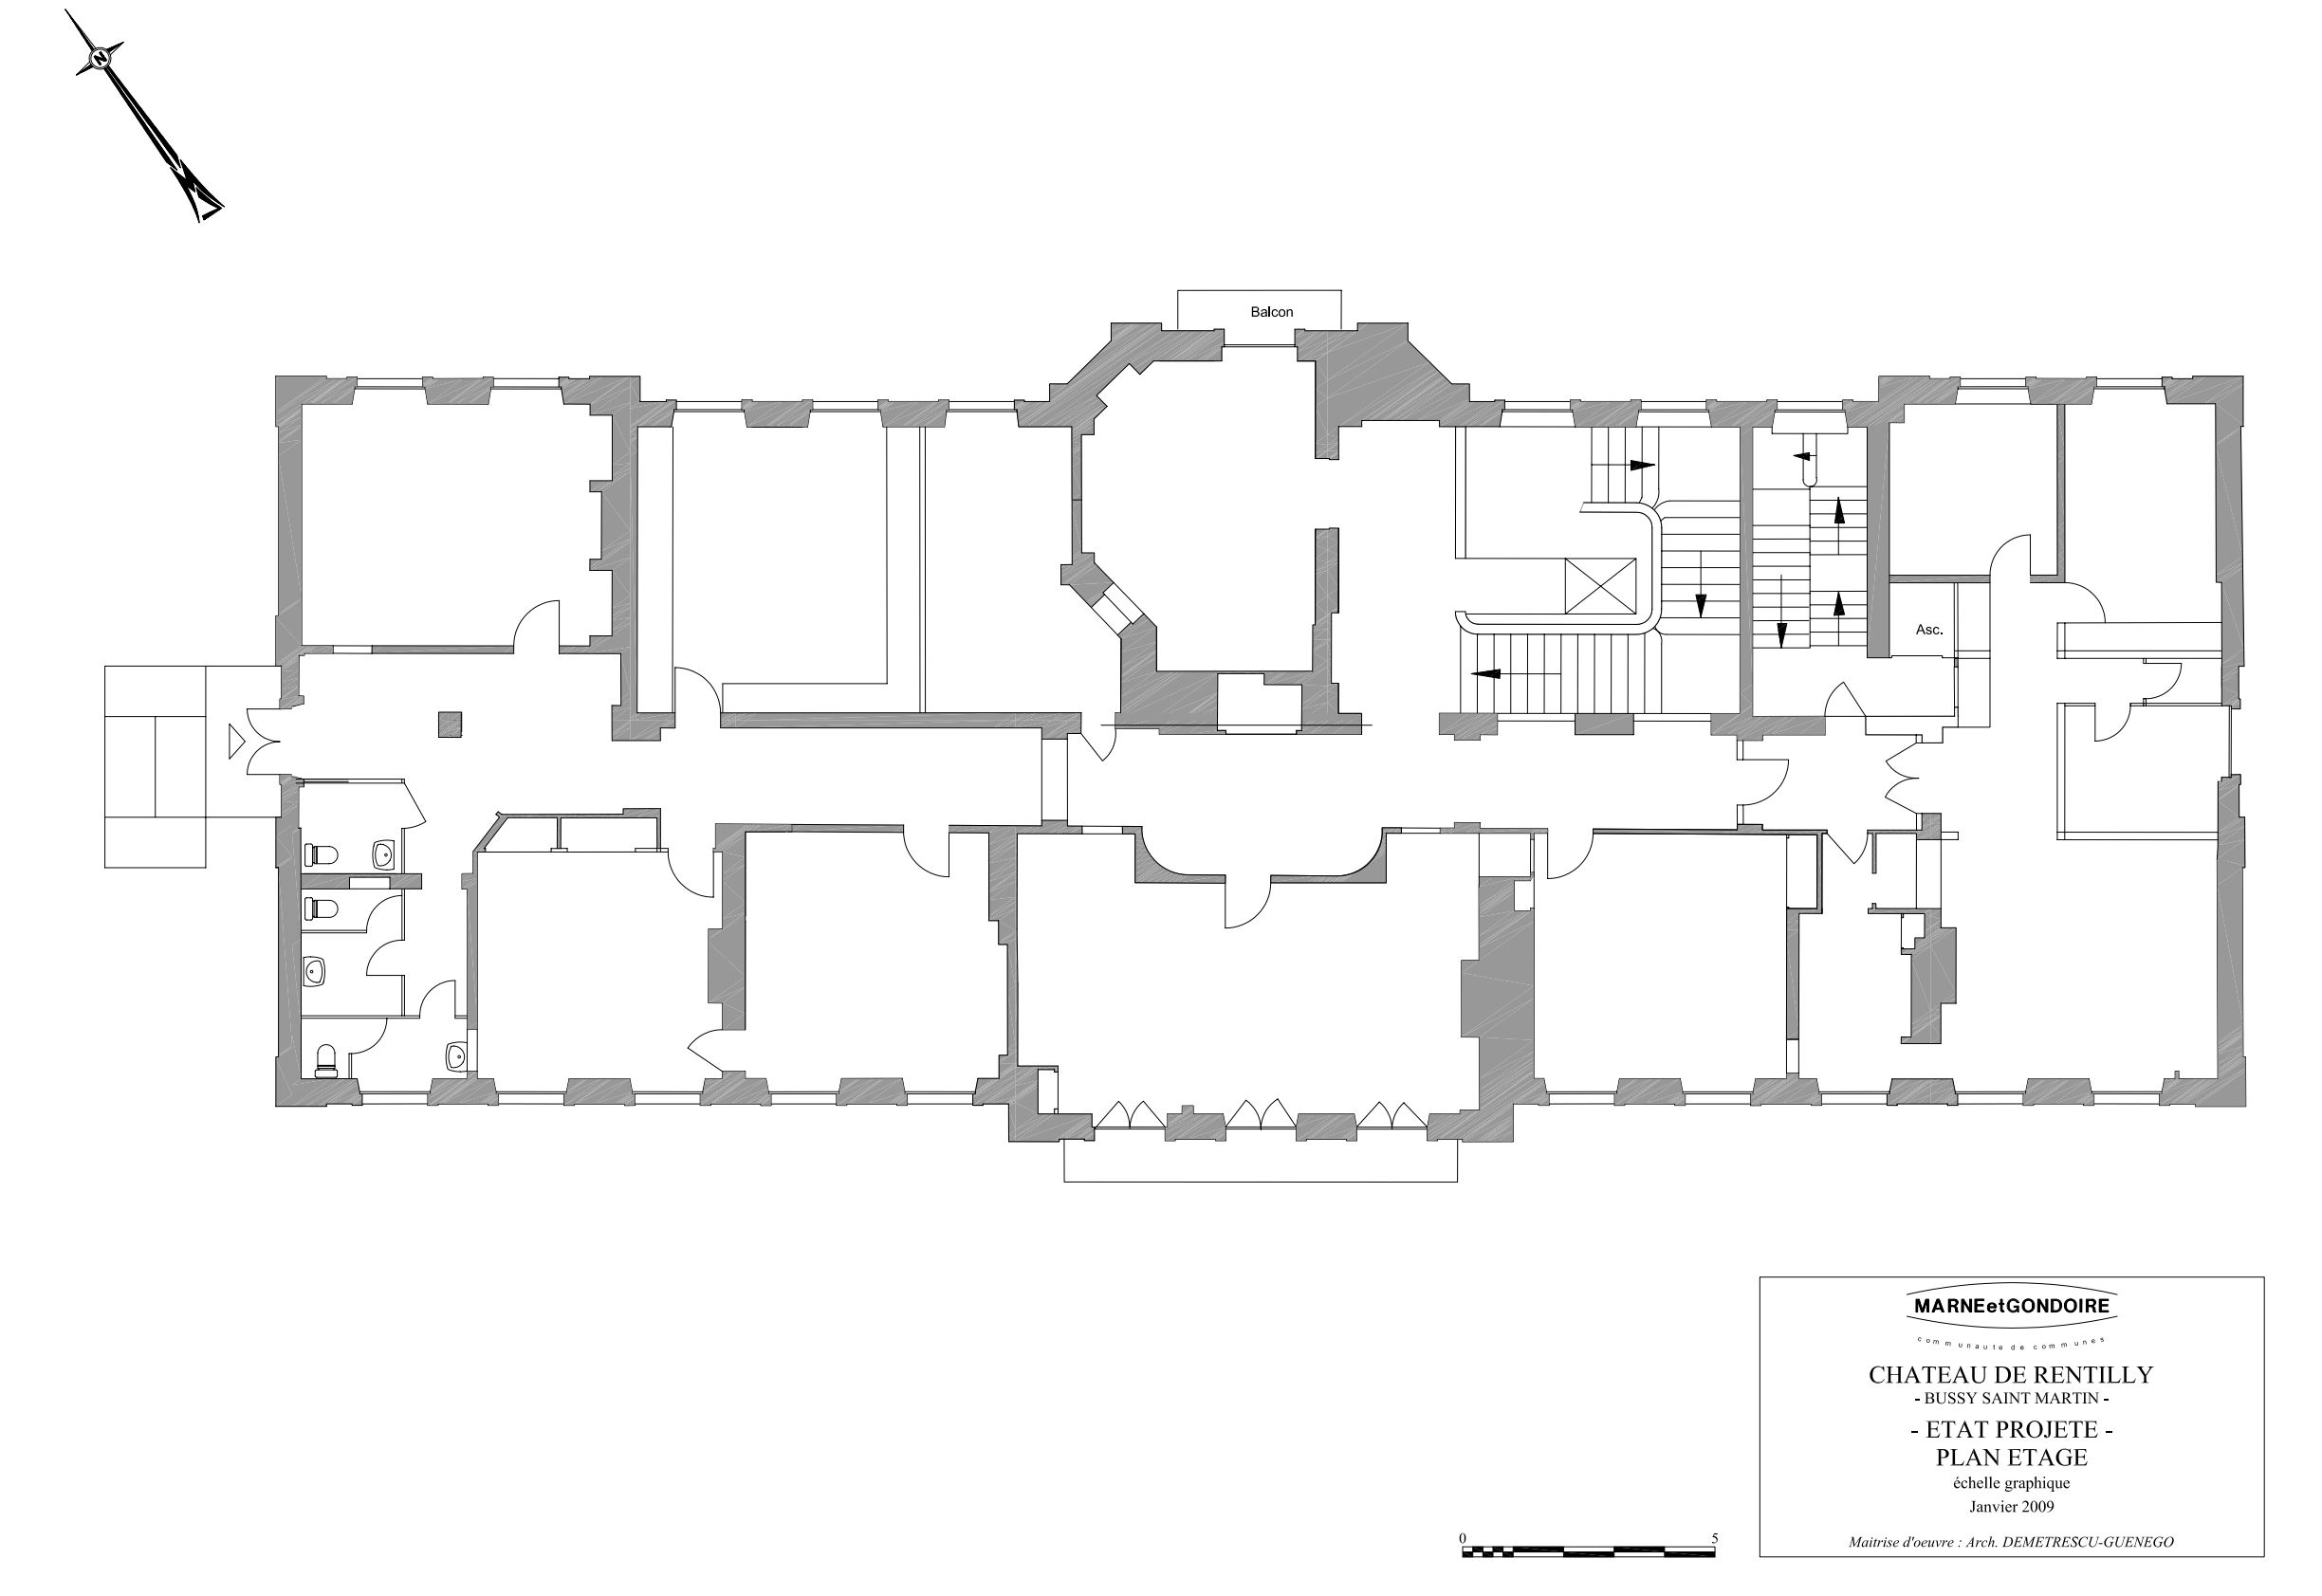 N
Balcon
Asc.
MARNEetGONDOIRE
communaute de communes
CHATEAU DE RENTILLY
- BUSSY SAINT MARTIN -
- ETAT PROJETE -
PLAN ETAGE
échelle graphique
Janvier 2009
Maitrise d'oeuvre : Arch. DEMETRESCU-GUENEGO
0 5